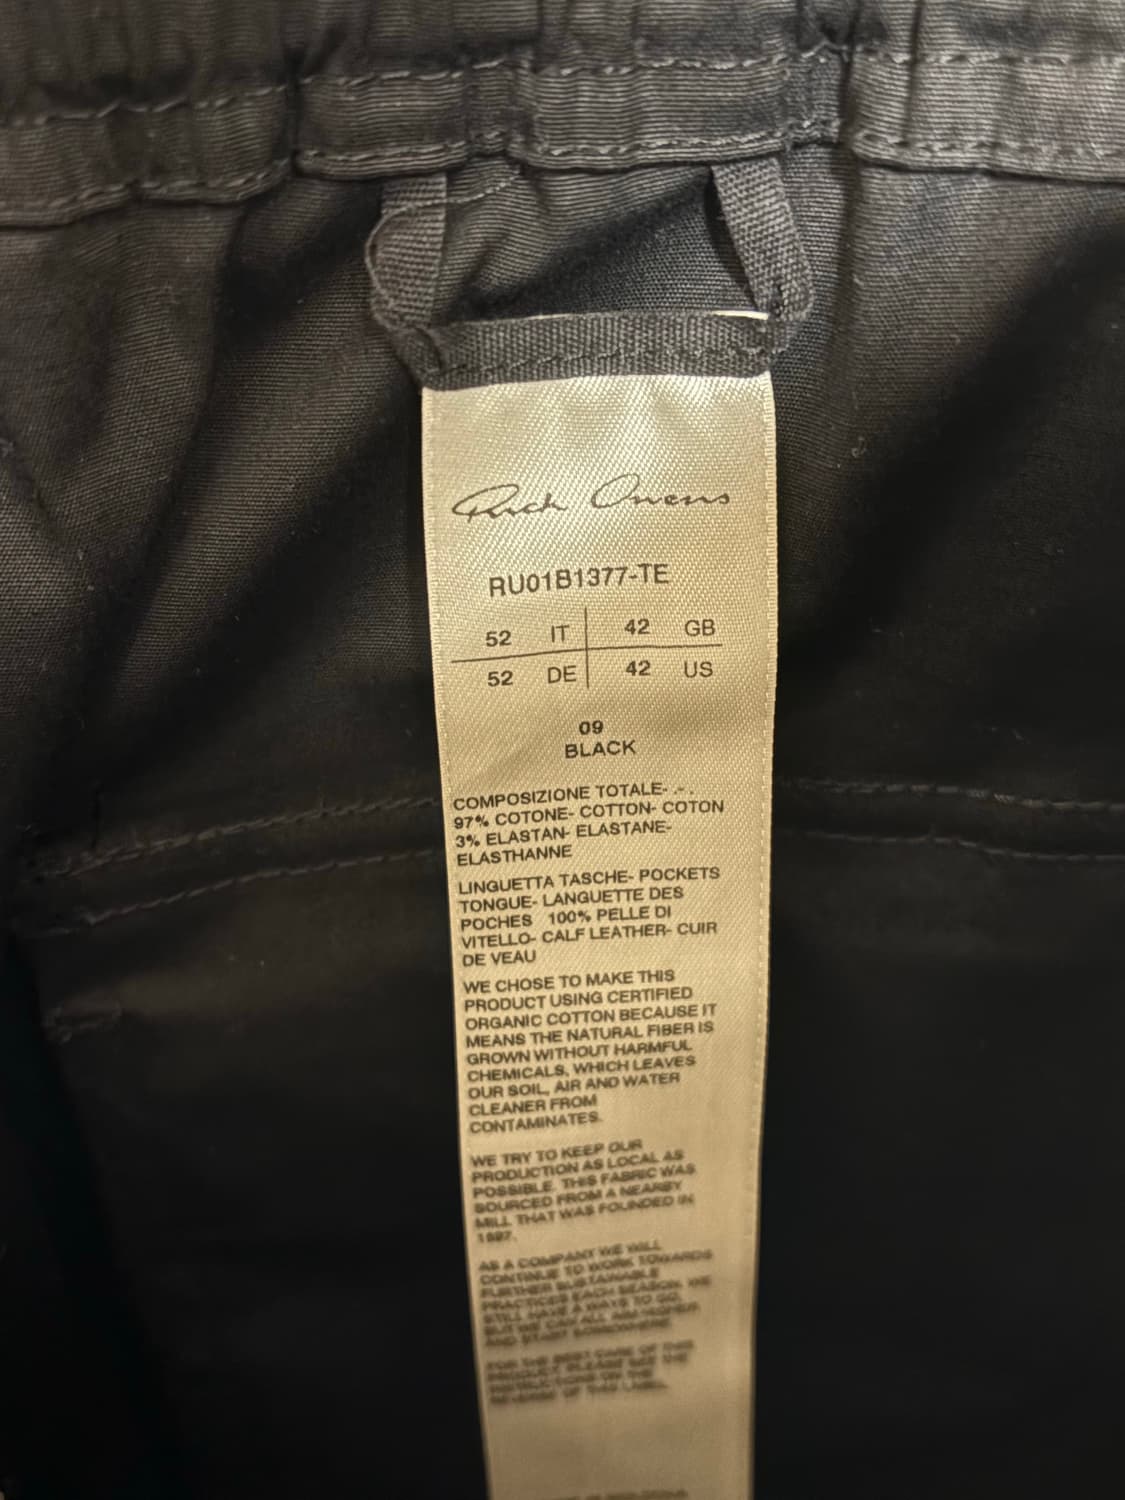 Rick Owens
RU01B1377-TE
52 IT 42 GB
52 DE 42 US
09
BLACK
COMPOSIZIONE TOTALE- .- .
97% COTONE- COTTON- COTON
3% ELASTAN- ELASTANE-
ELASTHANNE
LINGUETTA TASCHE- POCKETS
TONGUE- LANGUETTE DES
POCHES 100% PELLE DI
VITELLO- CALF LEATHER- CUIR
DE VEAU
WE CHOSE TO MAKE THIS
PRODUCT USING CERTIFIED
ORGANIC COTTON BECAUSE IT
MEANS THE NATURAL FIBER IS
GROWN WITHOUT HARMFUL
CHEMICALS, WHICH LEAVES
OUR SOIL, AIR AND WATER
CLEANER FROM
CONTAMINATES.
WE TRY TO KEEP OUR
PRODUCTION AS LOCAL AS
POSSIBLE. THIS FABRIC WAS
SOURCED FROM A NEARBY
MILL THAT WAS FOUNDED IN
AS A COMPANY WE WILL
CONTINUE TO WORK TOWARDS
FURTHER SUSTAINABLE
PRACTICES EACH SEASON. WE
STILL HAVE A WAYS TO GO,
BUT WE CAN ALL AIM HIGHER
AND START SOMEWHERE.
FOR THE BEST CARE OF THIS
PRODUCT, PLEASE SEE THE
INSTRUCTIONS ON THE
REVERSE OF THIS LABEL.